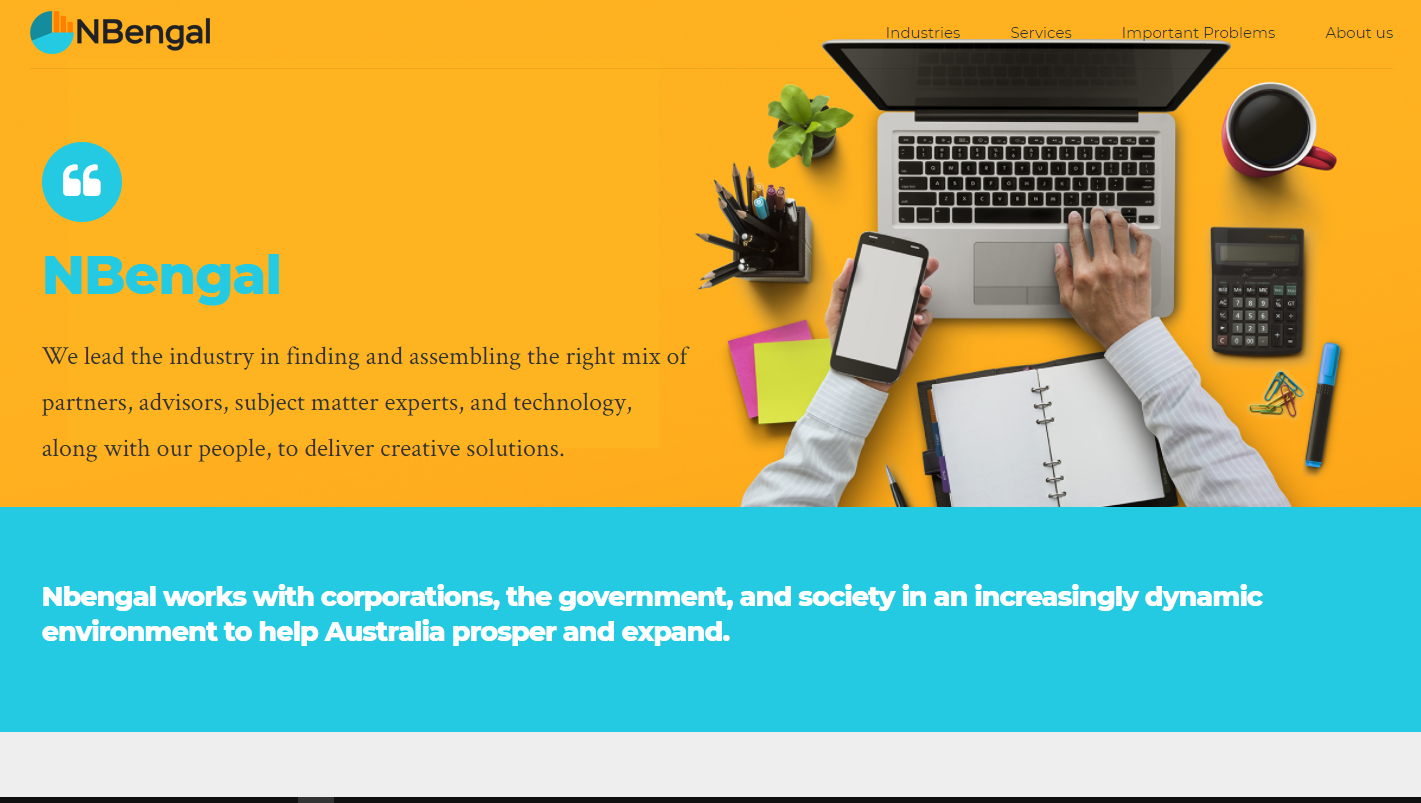 NBengal
Industries Services Important Problems About us
NBengal
We lead the industry in finding and assembling the right mix of
partners, advisors, subject matter experts, and technology,
along with our people, to deliver creative solutions.
Nbengal works with corporations, the government, and society in an increasingly dynamic
environment to help Australia prosper and expand.